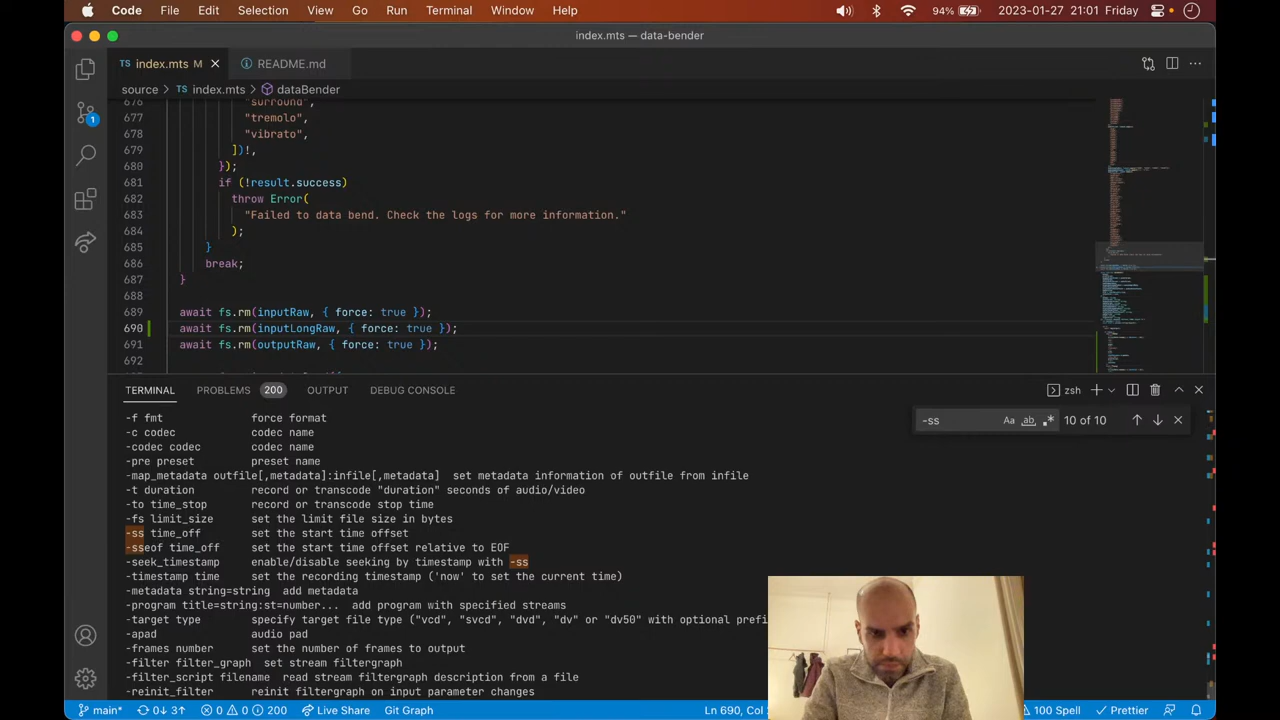 Code File Edit Selection View Go Run Terminal Window Help 94% 2023-01-27 21:01 Friday
index.mts — data-bender
TS index.mts M README.md
source > TS index.mts > dataBender
676 "surround",
677 "tremolo",
678 "vibrato",
679 ])!,
680 });
681 if (!result.success)
682 throw Error(
683 "Failed to data bend. Check the logs for more information."
684 );
685 }
686 break;
687 }
688
689 await fs.rm(inputRaw, { force: true });
690 await fs.rm(inputLongRaw, { force: true });
691 await fs.rm(outputRaw, { force: true });
692
TERMINAL PROBLEMS 200 OUTPUT DEBUG CONSOLE zsh
-ss Aa ab 10 of 10
-f fmt force format
-c codec codec name
-codec codec codec name
-pre preset preset name
-map_metadata outfile[,metadata]:infile[,metadata] set metadata information of outfile from infile
-t duration record or transcode "duration" seconds of audio/video
-to time_stop record or transcode stop time
-fs limit_size set the limit file size in bytes
-ss time_off set the start time offset
-sseof time_off set the start time offset relative to EOF
-seek_timestamp enable/disable seeking by timestamp with -ss
-timestamp time set the recording timestamp ('now' to set the current time)
-metadata string=string add metadata
-program title=string:st=number... add program with specified streams
-target type specify target file type ("vcd", "svcd", "dvd", "dv" or "dv50" with optional prefi
-apad audio pad
-frames number set the number of frames to output
-filter filter_graph set stream filtergraph
-filter_script filename read stream filtergraph description from a file
-reinit_filter reinit filtergraph on input parameter changes
main* 0↓ 3↑ 0 0 200 Live Share Git Graph Ln 690, Col 100 Spell Prettier
1